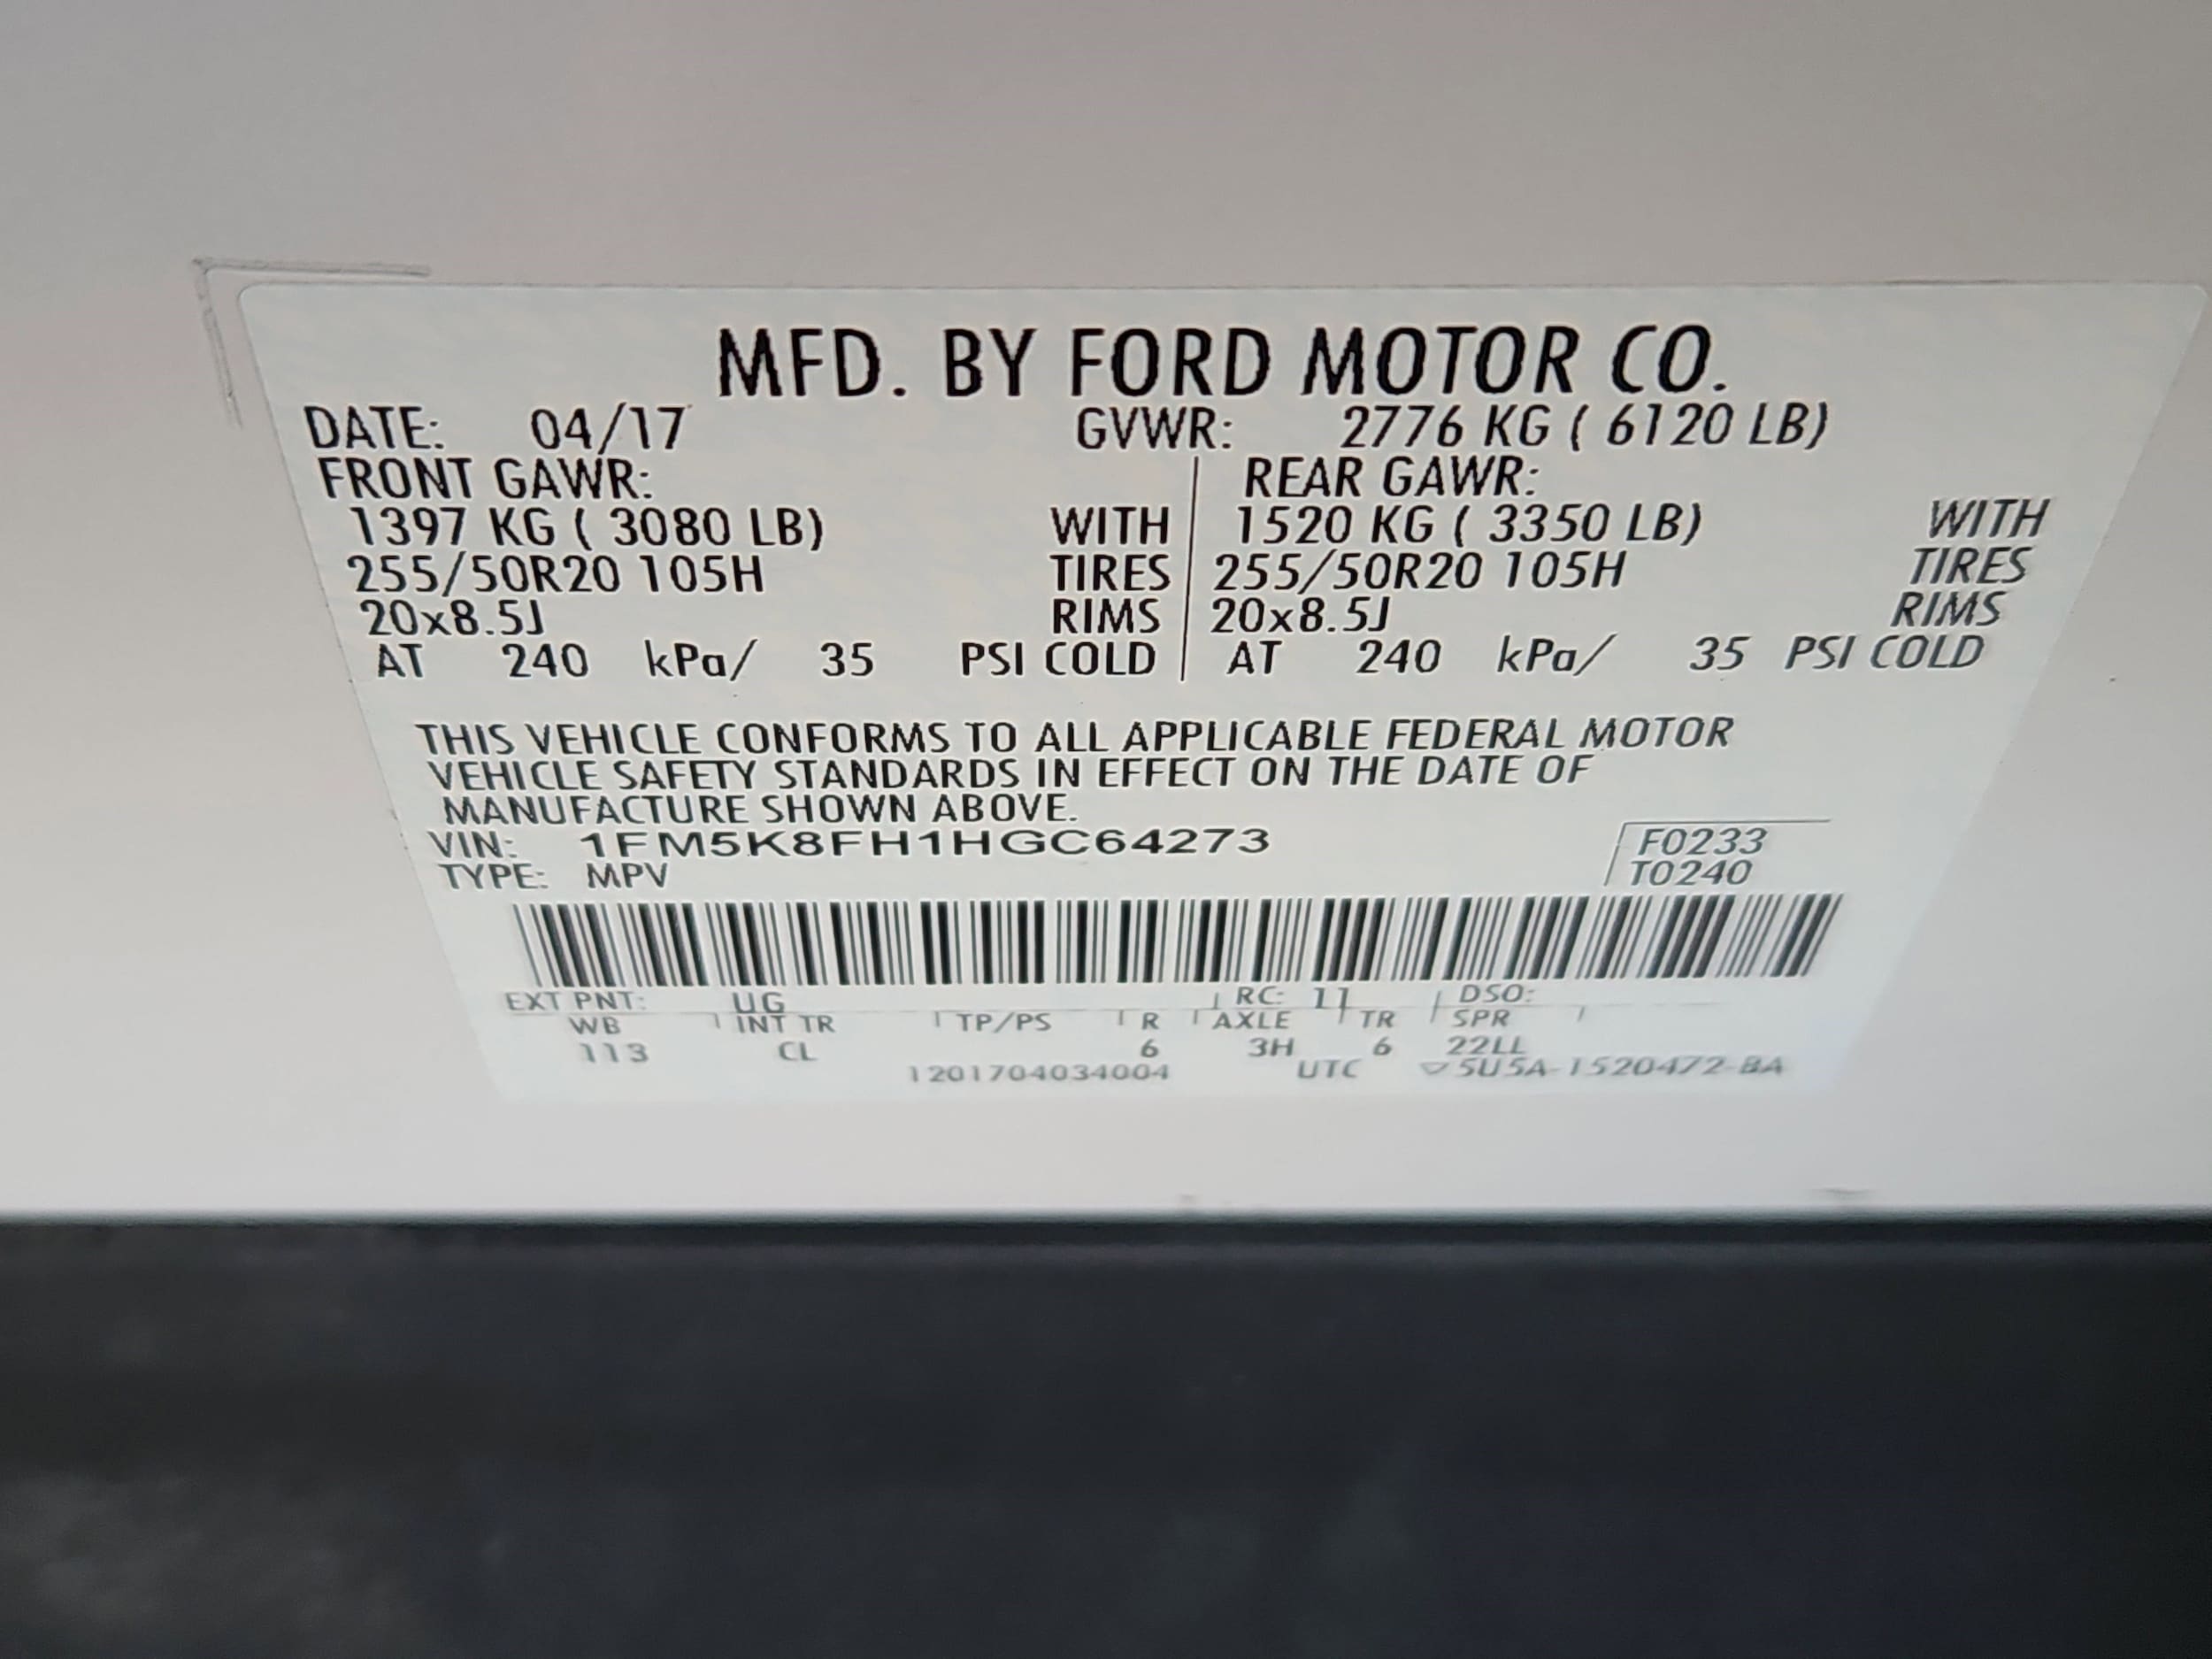 MFD. BY FORD MOTOR CO.
DATE: 04/17 GVWR: 2776 KG ( 6120 LB)
FRONT GAWR: REAR GAWR:
1397 KG ( 3080 LB) WITH 1520 KG ( 3350 LB) WITH
255/50R20 105H TIRES 255/50R20 105H TIRES
20x8.5J RIMS 20x8.5J RIMS
AT 240 kPa/ 35 PSI COLD AT 240 kPa/ 35 PSI COLD
THIS VEHICLE CONFORMS TO ALL APPLICABLE FEDERAL MOTOR
VEHICLE SAFETY STANDARDS IN EFFECT ON THE DATE OF
MANUFACTURE SHOWN ABOVE.
VIN: 1FM5K8FH1HGC64273 F0233
TYPE: MPV T0240
EXT PNT: UG RC: 11 DSO:
WB INT TR TP/PS R AXLE TR SPR
113 CL 6 3H 6 22LL
1201704034004 UTC ▽5U5A-1520472-BA